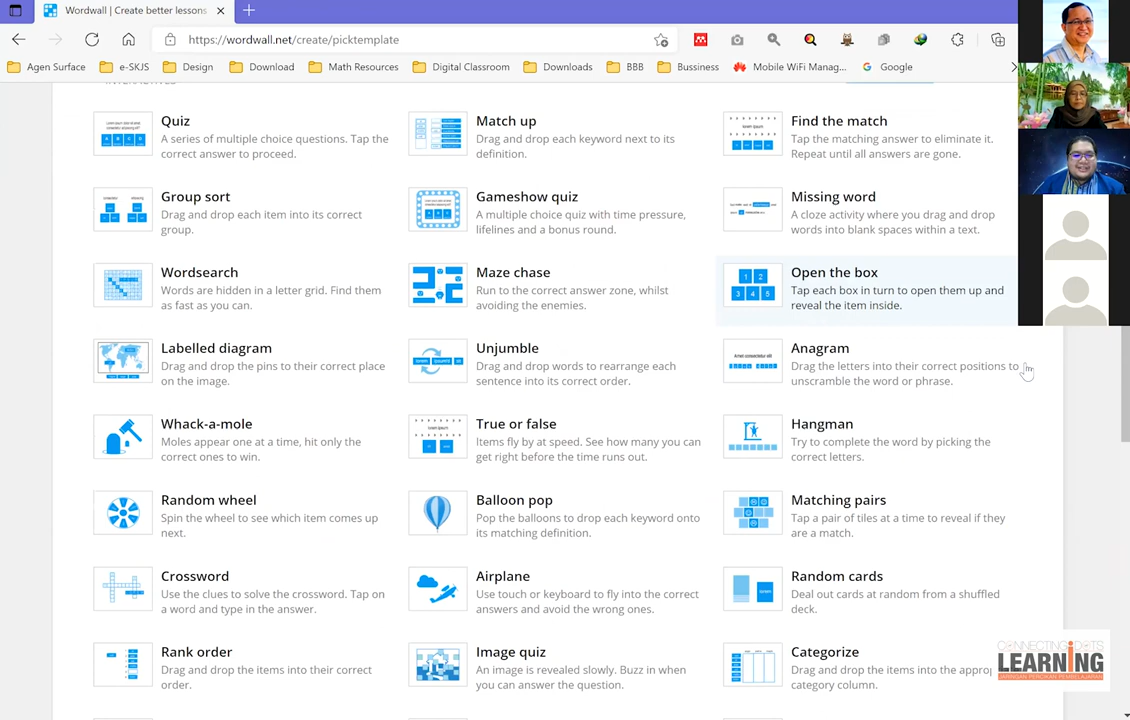 Wordwall | Create better lessons
https://wordwall.net/create/picktemplate
Agen Surface
e-SKJS
Design
Download
Math Resources
Digital Classroom
Downloads
BBB
Bussiness
Mobile WiFi Manag...
Google
Quiz
A series of multiple choice questions. Tap the
correct answer to proceed.
Match up
Drag and drop each keyword next to its
definition.
Find the match
Tap the matching answer to eliminate it.
Repeat until all answers are gone.
Group sort
Drag and drop each item into its correct
group.
Gameshow quiz
A multiple choice quiz with time pressure,
lifelines and a bonus round.
Missing word
A cloze activity where you drag and drop
words into blank spaces within a text.
Wordsearch
Words are hidden in a letter grid. Find them
as fast as you can.
Maze chase
Run to the correct answer zone, whilst
avoiding the enemies.
1 2
3 4 5
Open the box
Tap each box in turn to open them up and
reveal the item inside.
Labelled diagram
Drag and drop the pins to their correct place
on the image.
Unjumble
Drag and drop words to rearrange each
sentence into its correct order.
Anagram
Drag the letters into their correct positions to
unscramble the word or phrase.
Whack-a-mole
Moles appear one at a time, hit only the
correct ones to win.
True or false
Items fly by at speed. See how many you can
get right before the time runs out.
Hangman
Try to complete the word by picking the
correct letters.
Random wheel
Spin the wheel to see which item comes up
next.
Balloon pop
Pop the balloons to drop each keyword onto
its matching definition.
Matching pairs
Tap a pair of tiles at a time to reveal if they
are a match.
Crossword
Use the clues to solve the crossword. Tap on
a word and type in the answer.
Airplane
Use touch or keyboard to fly into the correct
answers and avoid the wrong ones.
Random cards
Deal out cards at random from a shuffled
deck.
Rank order
Drag and drop the items into their correct
order.
Image quiz
An image is revealed slowly. Buzz in when
you can answer the question.
Categorize
Drag and drop the items into the approp
category column.
CONNECTING DOTS
LEARNING
JARINGAN PERCIKAN PEMBELAJARAN